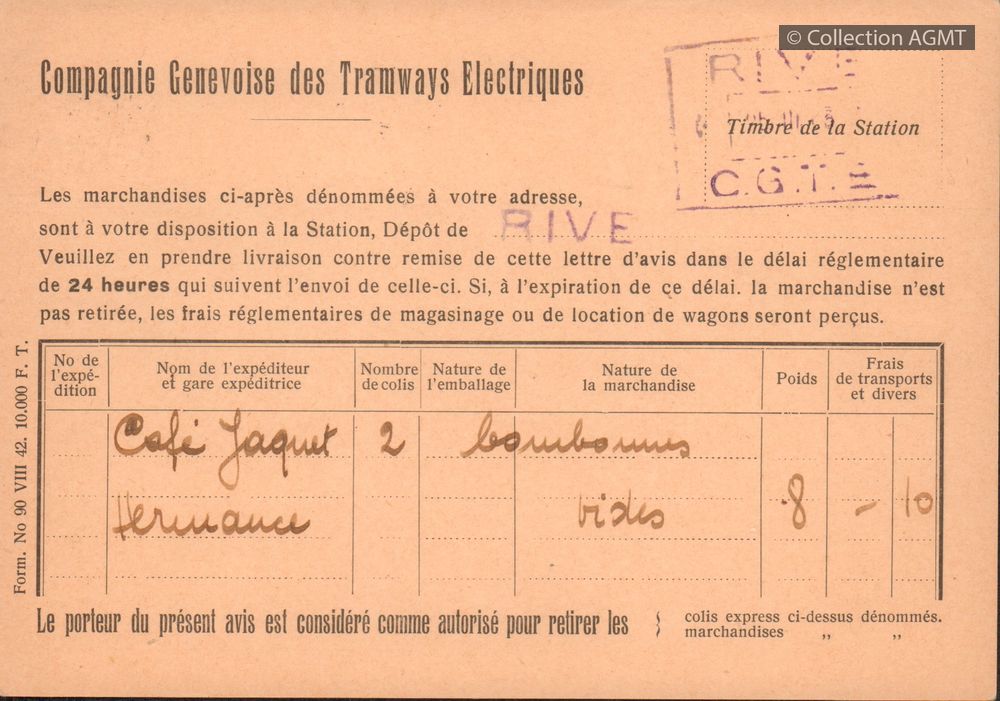 © Collection AGMT
Compagnie Genevoise des Tramways Electriques
RIVE
Timbre de la Station
C.G.T.E
Les marchandises ci-après dénommées à votre adresse,
sont à votre disposition à la Station, Dépôt de RIVE
Veuillez en prendre livraison contre remise de cette lettre d'avis dans le délai réglementaire
de 24 heures qui suivent l'envoi de celle-ci. Si, à l'expiration de ce délai. la marchandise n'est
pas retirée, les frais réglementaires de magasinage ou de location de wagons seront perçus.
No de l'expé- dition
Nom de l'expéditeur et gare expéditrice
Nombre de colis
Nature de l'emballage
Nature de la marchandise
Poids
Frais de transports et divers
Café Jaquet 2 bombonnes
Hermance vides 8 - 10
Form. No 90 VIII 42. 10.000 F. T.
Le porteur du présent avis est considéré comme autorisé pour retirer les
colis express ci-dessus dénommés.
marchandises ,, ,,